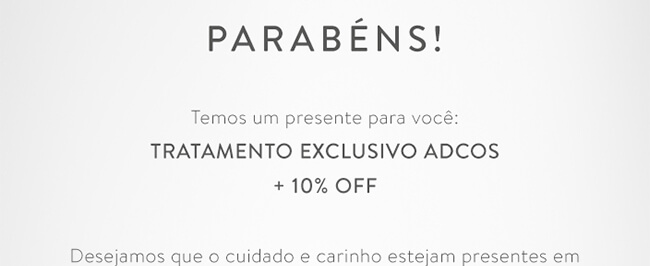 PARABÉNS!
Temos um presente para você:
TRATAMENTO EXCLUSIVO ADCOS
+ 10% OFF
Desejamos que o cuidado e carinho estejam presentes em